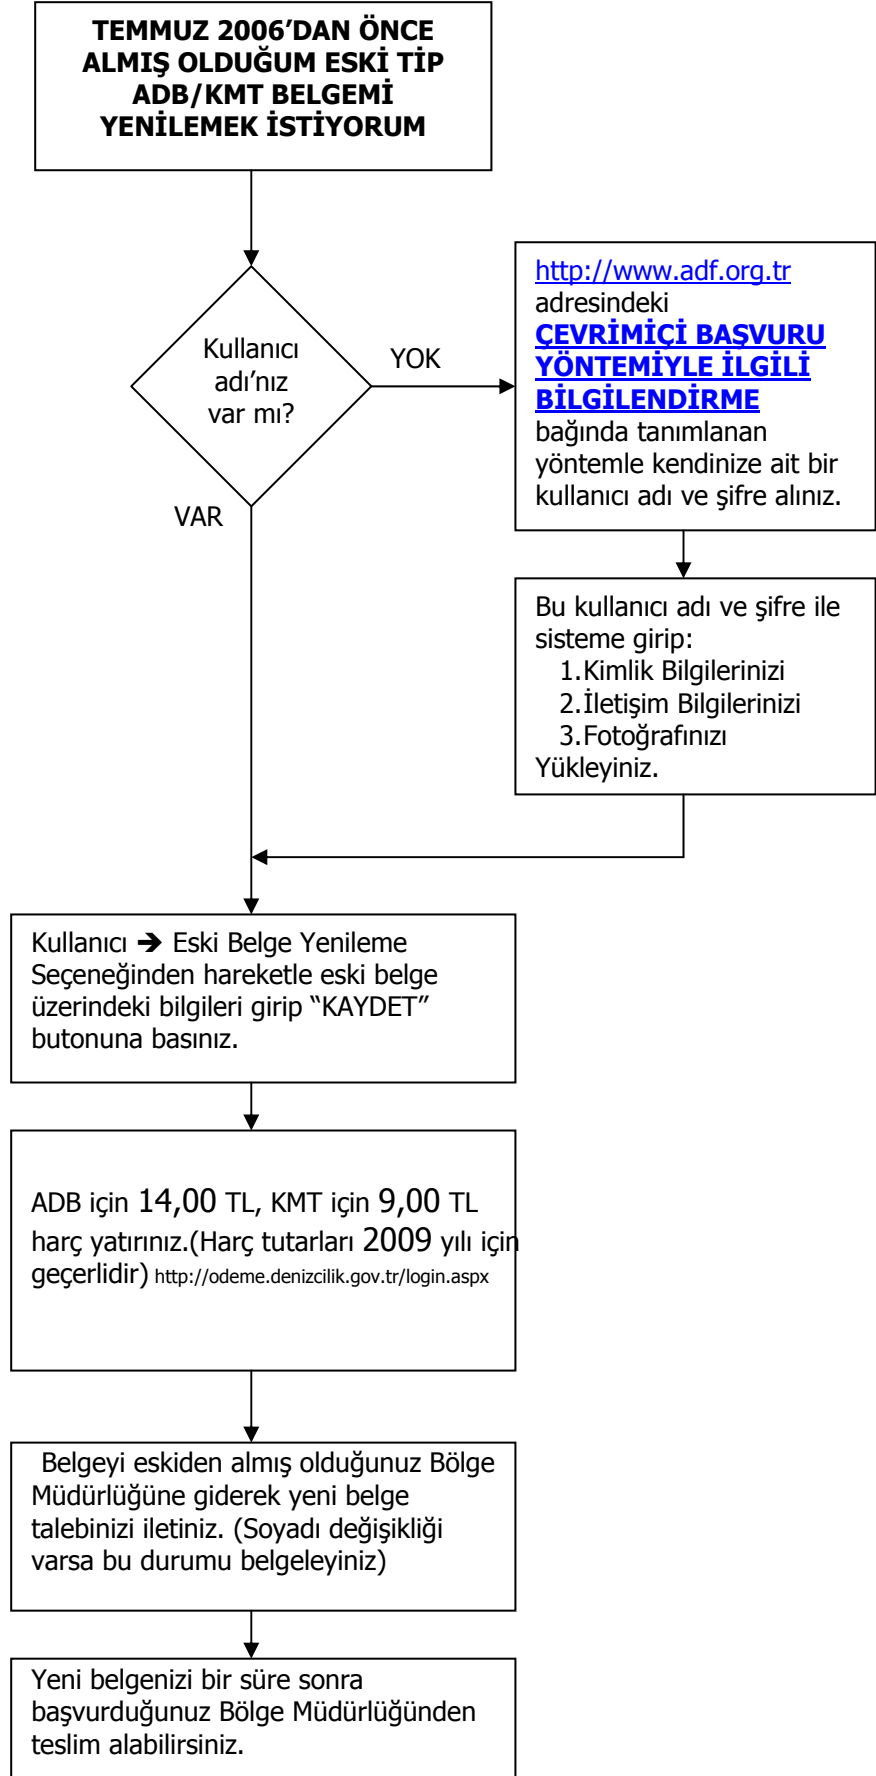 TEMMUZ 2006’DAN ÖNCE
ALMIŞ OLDUĞUM ESKİ TİP
ADB/KMT BELGEMİ
YENİLEMEK İSTİYORUM
Kullanıcı
adı’nız
var mı?
YOK
VAR
http://www.adf.org.tr
adresindeki
ÇEVRİMİÇİ BAŞVURU
YÖNTEMİYLE İLGİLİ
BİLGİLENDİRME
bağında tanımlanan
yöntemle kendinize ait bir
kullanıcı adı ve şifre alınız.
Bu kullanıcı adı ve şifre ile
sisteme girip:
1.Kimlik Bilgilerinizi
2.İletişim Bilgilerinizi
3.Fotoğrafınızı
Yükleyiniz.
Kullanıcı ➔ Eski Belge Yenileme
Seçeneğinden hareketle eski belge
üzerindeki bilgileri girip “KAYDET”
butonuna basınız.
ADB için 14,00 TL, KMT için 9,00 TL
harç yatırınız.(Harç tutarları 2009 yılı için
geçerlidir) http://odeme.denizcilik.gov.tr/login.aspx
Belgeyi eskiden almış olduğunuz Bölge
Müdürlüğüne giderek yeni belge
talebinizi iletiniz. (Soyadı değişikliği
varsa bu durumu belgeleyiniz)
Yeni belgenizi bir süre sonra
başvurduğunuz Bölge Müdürlüğünden
teslim alabilirsiniz.